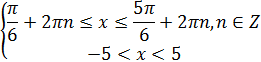 π/6 + 2πn ≤ x ≤ 5π/6 + 2πn, n ∈ Z
−5 < x < 5